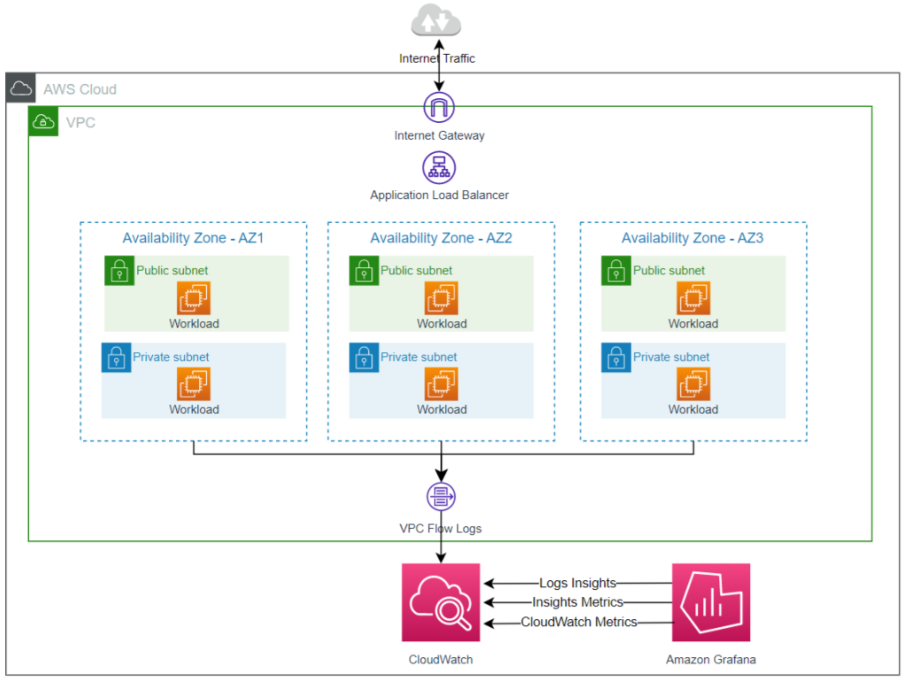 Internet Traffic
AWS Cloud
VPC
Internet Gateway
Application Load Balancer
Availability Zone - AZ1
Public subnet
Workload
Private subnet
Workload
Availability Zone - AZ2
Public subnet
Workload
Private subnet
Workload
Availability Zone - AZ3
Public subnet
Workload
Private subnet
Workload
VPC Flow Logs
Logs Insights
Insights Metrics
CloudWatch Metrics
CloudWatch
Amazon Grafana